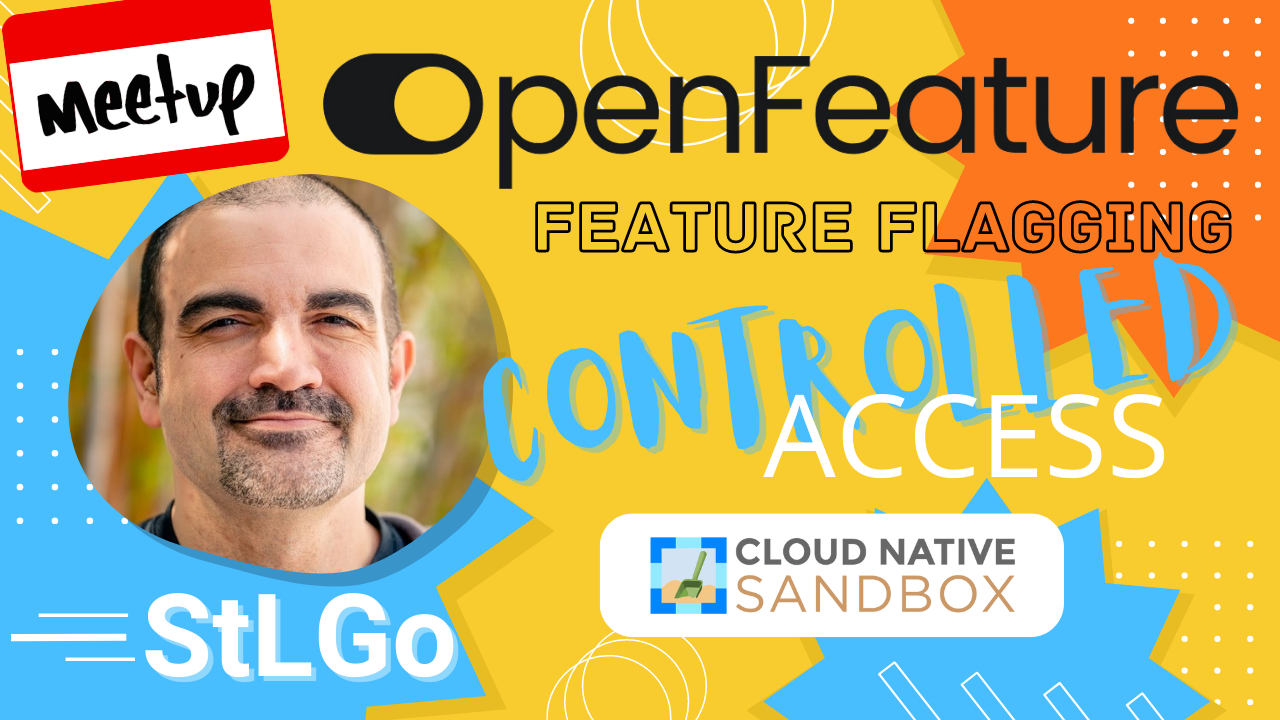 Meetup
OpenFeature
FEATURE FLAGGING
CONTROLLED
ACCESS
CLOUD NATIVE
SANDBOX
StLGo